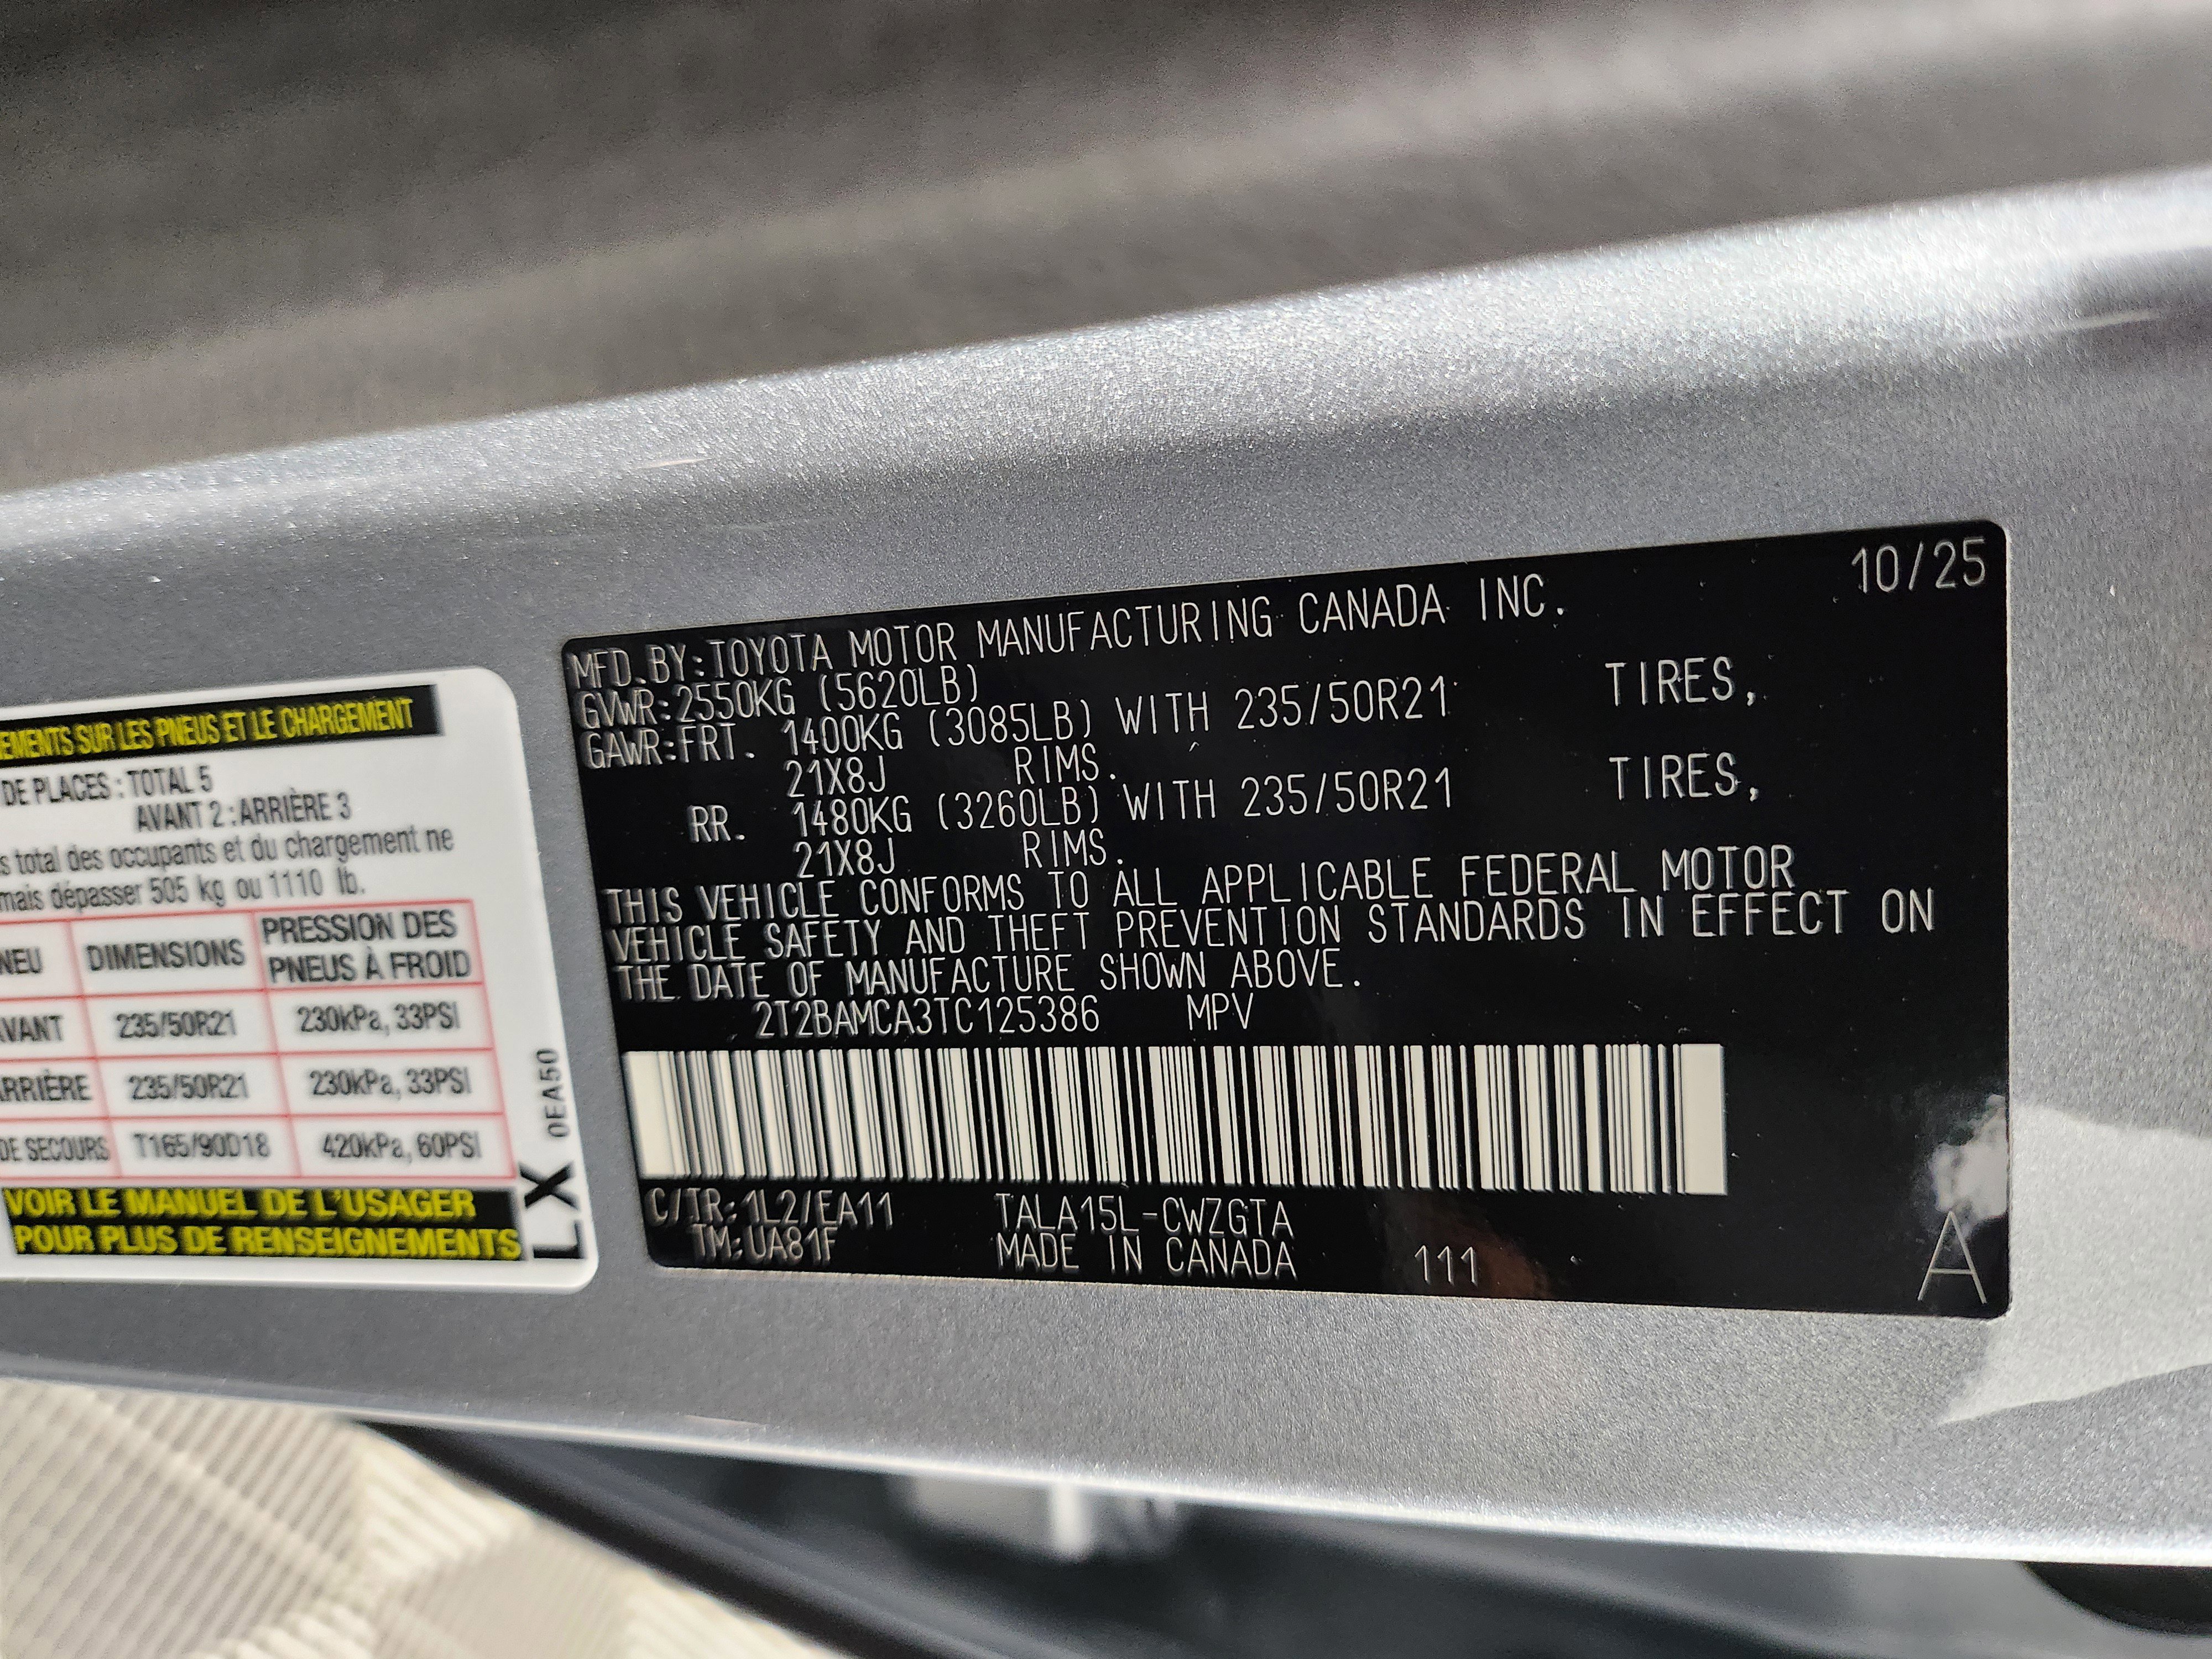 EMENTS SUR LES PNEUS ET LE CHARGEMENT
DE PLACES : TOTAL 5
AVANT 2 : ARRIÈRE 3
s total des occupants et du chargement ne
mais dépasser 505 kg ou 1110 lb.
NEU DIMENSIONS PRESSION DES PNEUS À FROID
AVANT 235/50R21 230kPa, 33PSI
ARRIÈRE 235/50R21 230kPa, 33PSI
DE SECOURS T165/90D18 420kPa, 60PSI
VOIR LE MANUEL DE L'USAGER
POUR PLUS DE RENSEIGNEMENTS
LX 0EA50
10/25
MFD.BY:TOYOTA MOTOR MANUFACTURING CANADA INC.
GVWR:2550KG (5620LB)
GAWR:FRT. 1400KG (3085LB) WITH 235/50R21 TIRES,
21X8J RIMS.
RR. 1480KG (3260LB) WITH 235/50R21 TIRES,
21X8J RIMS.
THIS VEHICLE CONFORMS TO ALL APPLICABLE FEDERAL MOTOR
VEHICLE SAFETY AND THEFT PREVENTION STANDARDS IN EFFECT ON
THE DATE OF MANUFACTURE SHOWN ABOVE.
2T2BAMCA3TC125386 MPV
C/TR:1L2/EA11 TALA15L-CWZGTA
TM:UA81F MADE IN CANADA 111
A